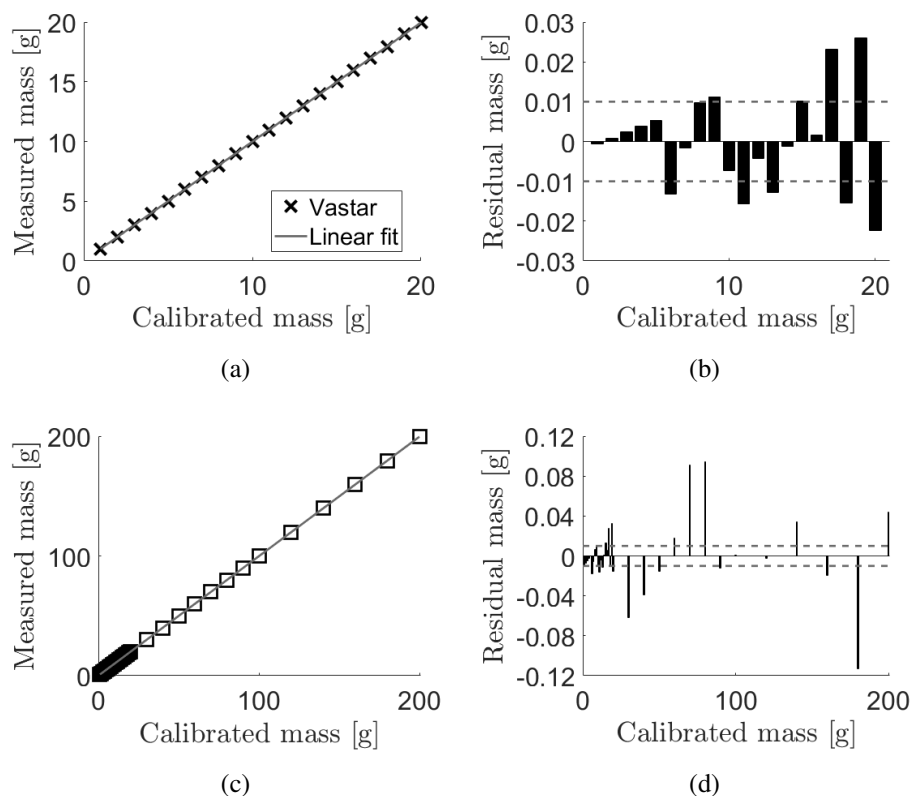 Measured mass [g]
20
15
10
5
0
0
10
20
Calibrated mass [g]
Vastar
Linear fit
(a)
Residual mass [g]
0.03
0.02
0.01
0
-0.01
-0.02
-0.03
0
10
20
Calibrated mass [g]
(b)
Measured mass [g]
200
100
0
0
100
200
Calibrated mass [g]
(c)
Residual mass [g]
0.12
0.08
0.04
0
-0.04
-0.08
-0.12
0
100
200
Calibrated mass [g]
(d)